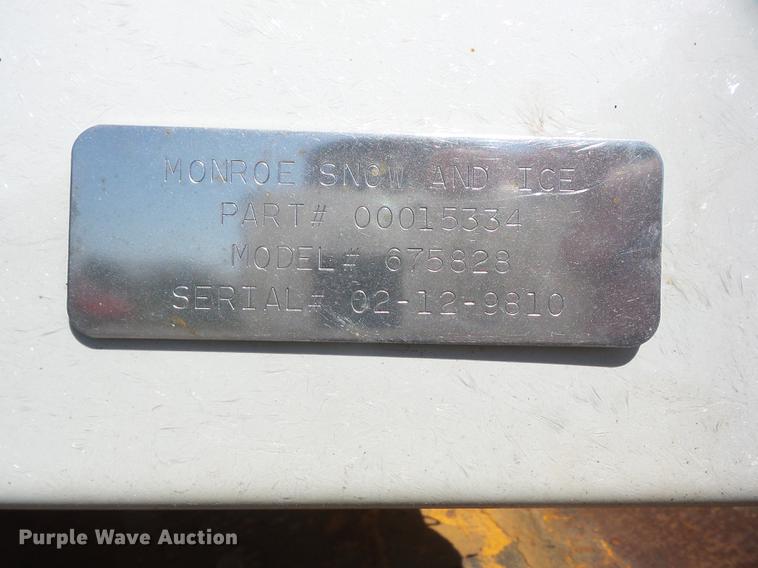 MONROE SNOW AND ICE
PART# 00015334
MODEL# 675828
SERIAL# 02-12-9810
Purple Wave Auction